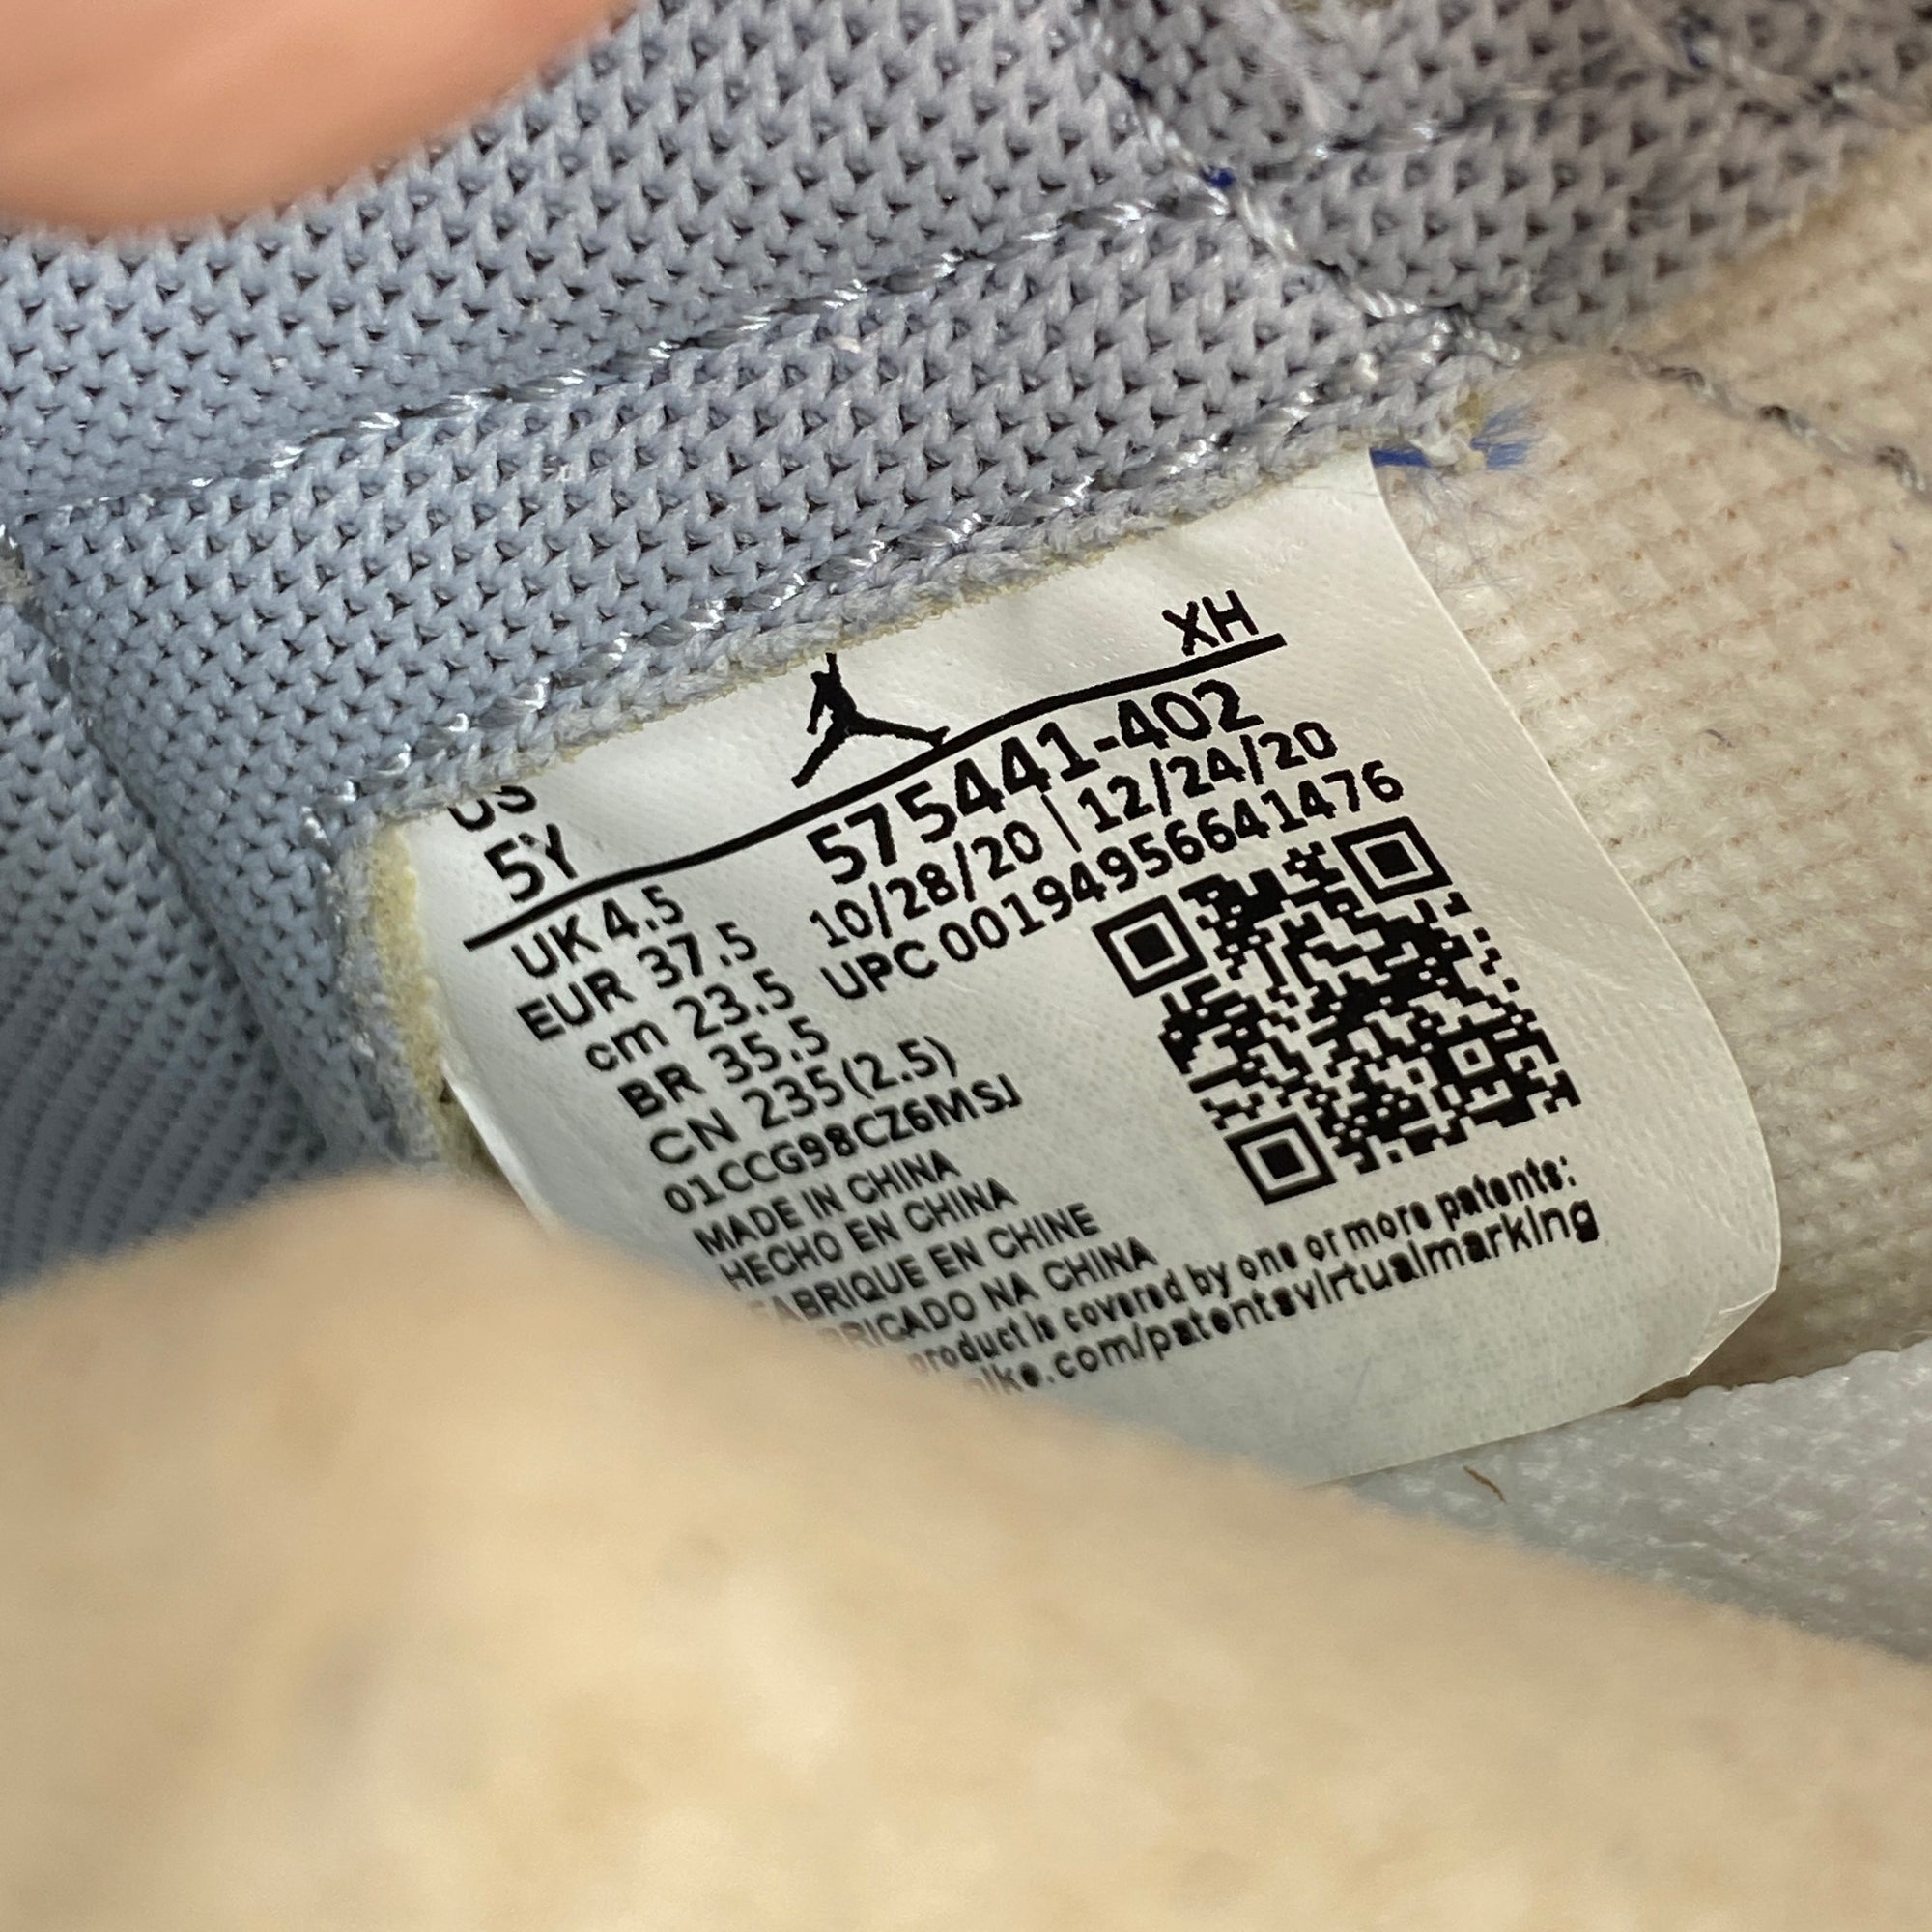 XH
US
5Y
575441-402
10/28/20 | 12/24/20
UPC 00194956641476
UK 4.5
EUR 37.5
cm 23.5
BR 35.5
CN 235(2.5)
01CCG98CZ6MSJ
MADE IN CHINA
HECHO EN CHINA
FABRIQUE EN CHINE
RICADO NA CHINA
product is covered by one or more patents:
nike.com/patentsvirtualmarking